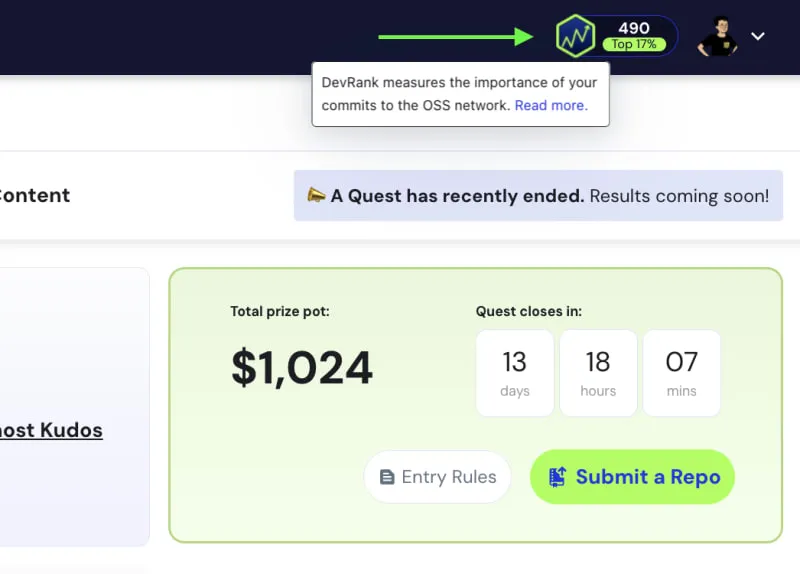 490
Top 17%
DevRank measures the importance of your
commits to the OSS network. Read more.
Content
A Quest has recently ended. Results coming soon!
Total prize pot:
$1,024
Quest closes in:
13 18 07
days hours mins
most Kudos
Entry Rules
Submit a Repo